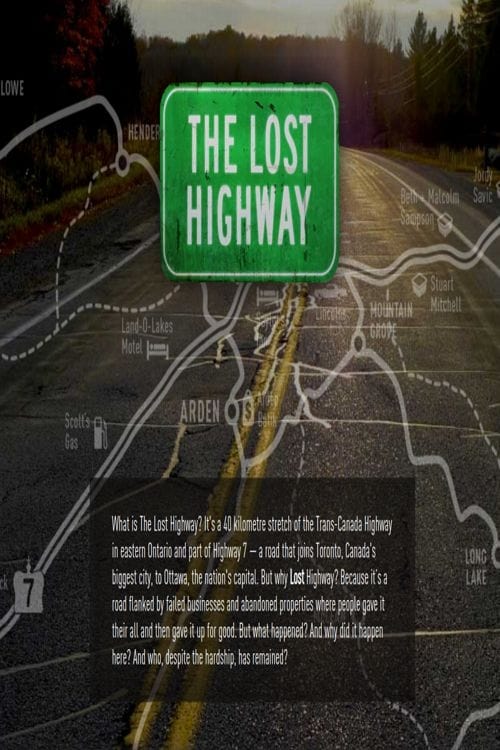 LOWE
HENDER
THE LOST
HIGHWAY
Jordy
Savic
Beth + Malcolm
Sampson
Stuart
Mitchell
Lincoln
MOUNTAIN
GROVE
Land-O-Lakes
Motel
ARDEN
Scott's
Gas
LONG
LAKE
ck
7
What is The Lost Highway? It's a 40 kilometre stretch of the Trans-Canada Highway
in eastern Ontario and part of Highway 7 – a road that joins Toronto, Canada's
biggest city, to Ottawa, the nation's capital. But why Lost Highway? Because it's a
road flanked by failed businesses and abandoned properties where people gave it
their all and then gave it up for good. But what happened? And why did it happen
here? And who, despite the hardship, has remained?